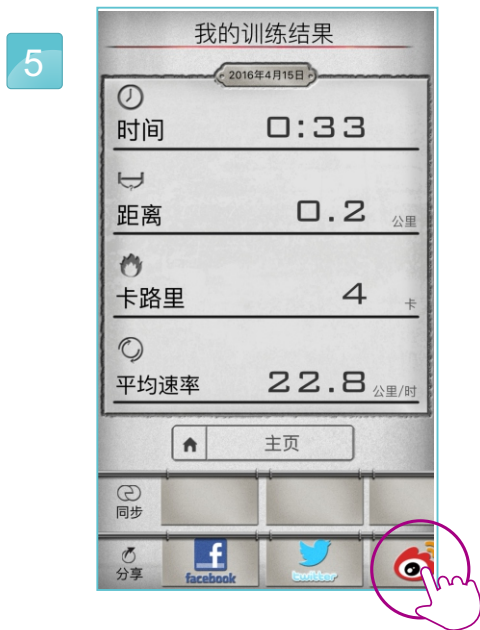 5
我的训练结果
2016年4月15日
时间 0:33
距离 0.2 公里
卡路里 4 卡
平均速率 22.8 公里/时
主页
同步
分享 facebook twitter